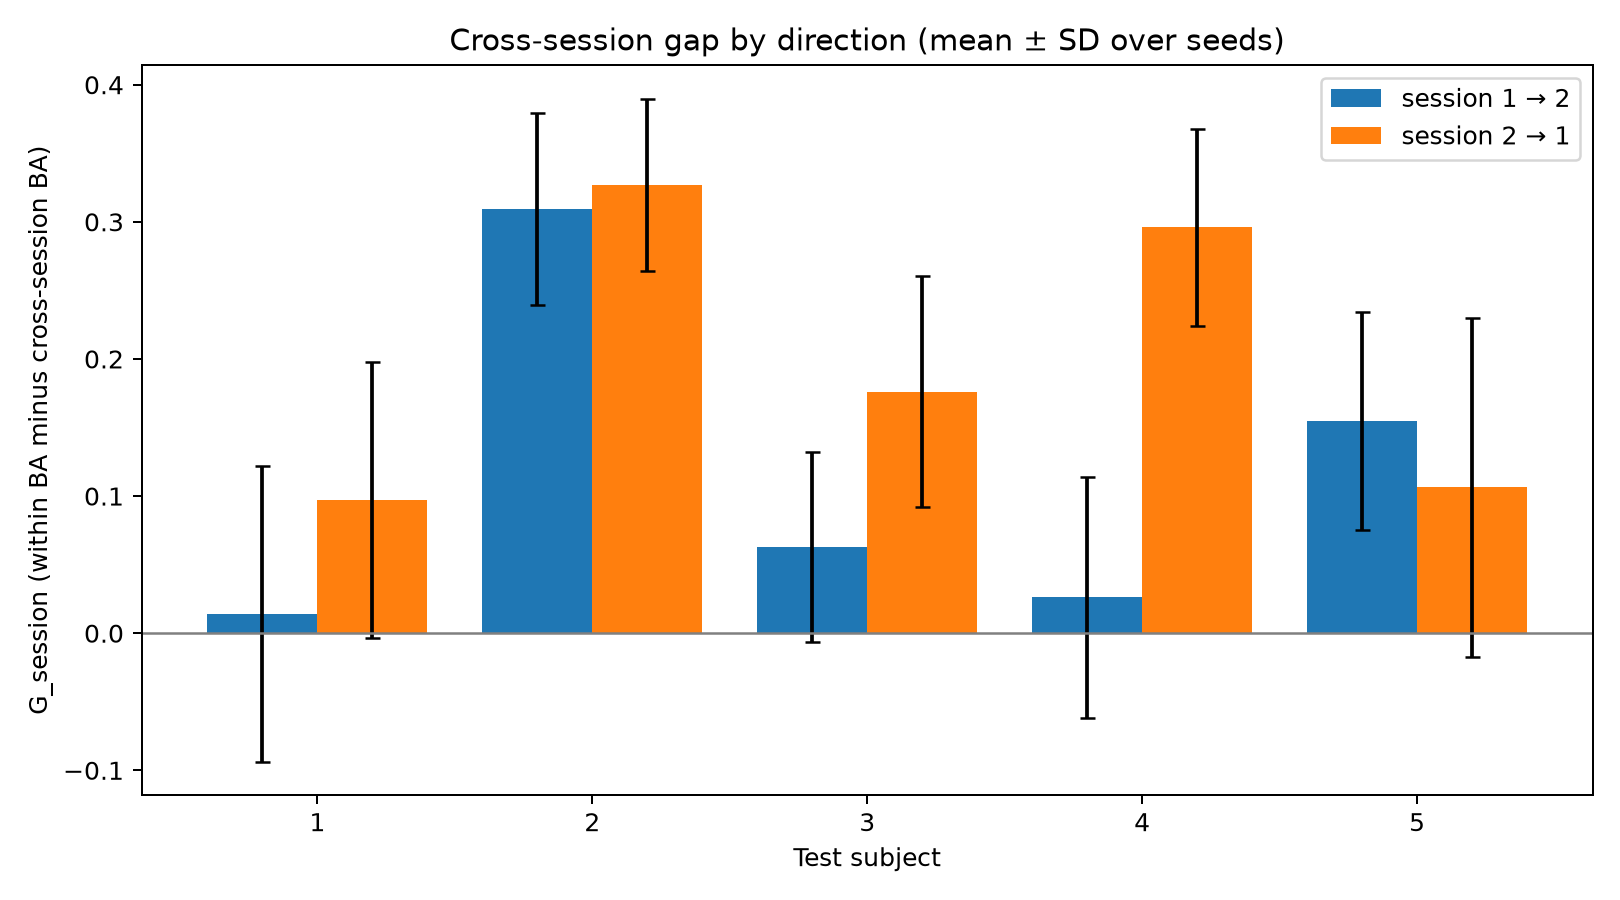 Cross-session gap by direction (mean ± SD over seeds)
session 1 → 2
session 2 → 1
G_session (within BA minus cross-session BA)
0.4
0.3
0.2
0.1
0.0
−0.1
1 2 3 4 5
Test subject